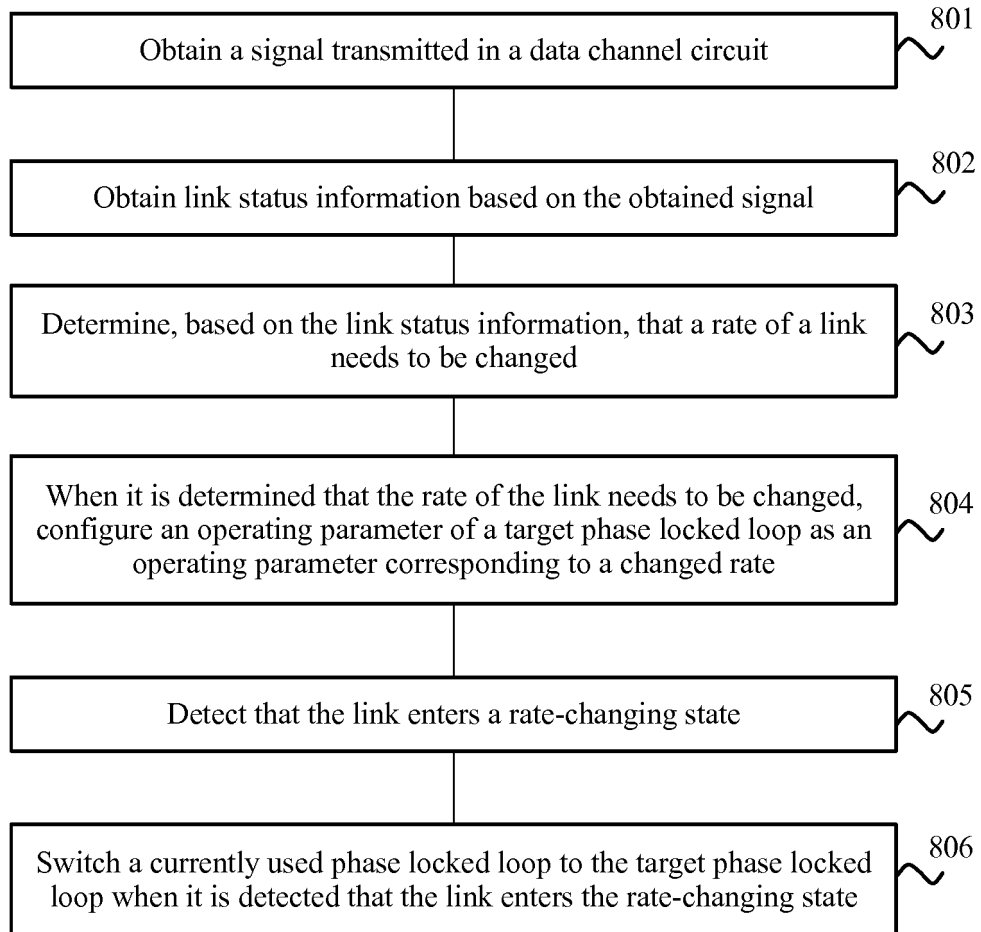 801
Obtain a signal transmitted in a data channel circuit
802
Obtain link status information based on the obtained signal
803
Determine, based on the link status information, that a rate of a link
needs to be changed
804
When it is determined that the rate of the link needs to be changed,
configure an operating parameter of a target phase locked loop as an
operating parameter corresponding to a changed rate
805
Detect that the link enters a rate-changing state
806
Switch a currently used phase locked loop to the target phase locked
loop when it is detected that the link enters the rate-changing state